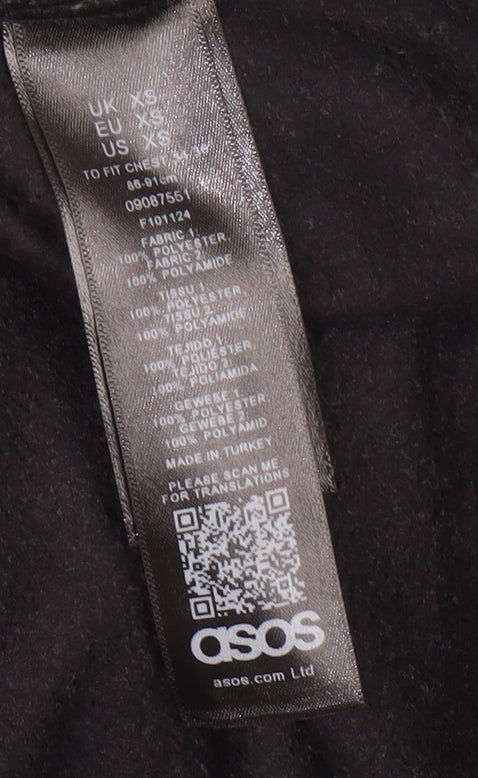 UK XS
EU XS
US XS
TO FIT CHEST
86-91cm
09087551
F101124
FABRIC 1.
100% POLYESTER.
FABRIC 2.
100% POLYAMIDE
TISSU 1.
100% POLYESTER.
TISSU 2.
100% POLYAMIDE
TEJIDO 1.
100% POLIÉSTER
TEJIDO 2.
100% POLIAMIDA
GEWEBE 1.
100% POLYESTER
GEWEBE 2.
100% POLYAMID
MADE IN TURKEY
PLEASE SCAN ME
FOR TRANSLATIONS
asos
asos.com Ltd